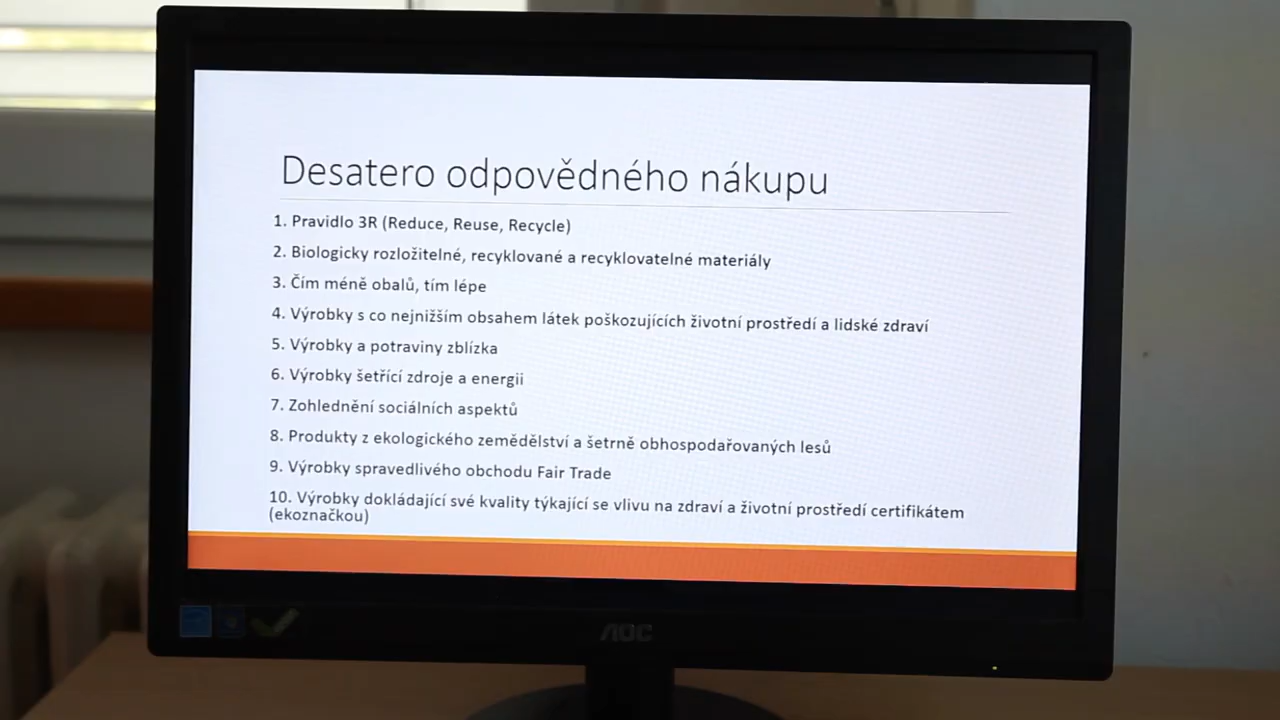 Desatero odpovědného nákupu
1. Pravidlo 3R (Reduce, Reuse, Recycle)
2. Biologicky rozložitelné, recyklované a recyklovatelné materiály
3. Čím méně obalů, tím lépe
4. Výrobky s co nejnižším obsahem látek poškozujících životní prostředí a lidské zdraví
5. Výrobky a potraviny zblízka
6. Výrobky šetřící zdroje a energii
7. Zohlednění sociálních aspektů
8. Produkty z ekologického zemědělství a šetrně obhospodařovaných lesů
9. Výrobky spravedlivého obchodu Fair Trade
10. Výrobky dokládající své kvality týkající se vlivu na zdraví a životní prostředí certifikátem
(ekoznačkou)
AOC